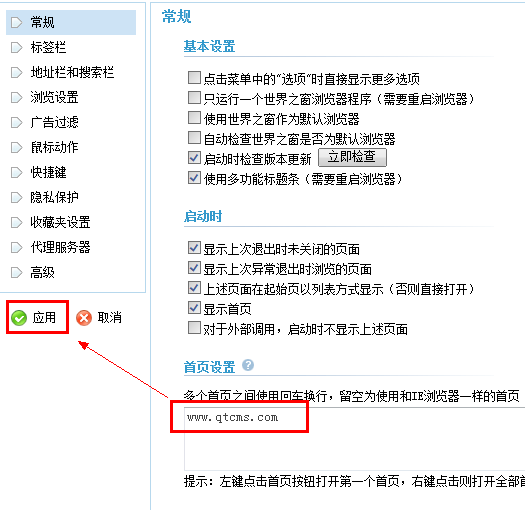 常规
标签栏
地址栏和搜索栏
浏览设置
广告过滤
鼠标动作
快捷键
隐私保护
收藏夹设置
代理服务器
高级
应用 取消
常规
基本设置
点击菜单中的"选项"时直接显示更多选项
只运行一个世界之窗浏览器程序（需要重启浏览器）
使用世界之窗作为默认浏览器
自动检查世界之窗是否为默认浏览器
启动时检查版本更新 立即检查
使用多功能标题条（需要重启浏览器）
启动时
显示上次退出时未关闭的页面
显示上次异常退出时浏览的页面
上述页面在起始页以列表方式显示（否则直接打开）
显示首页
对于外部调用，启动时不显示上述页面
首页设置 ?
多个首页之间使用回车换行，留空为使用和IE浏览器一样的首页
www.qtcms.com
提示：左键点击首页按钮打开第一个首页，右键点击则打开全部首